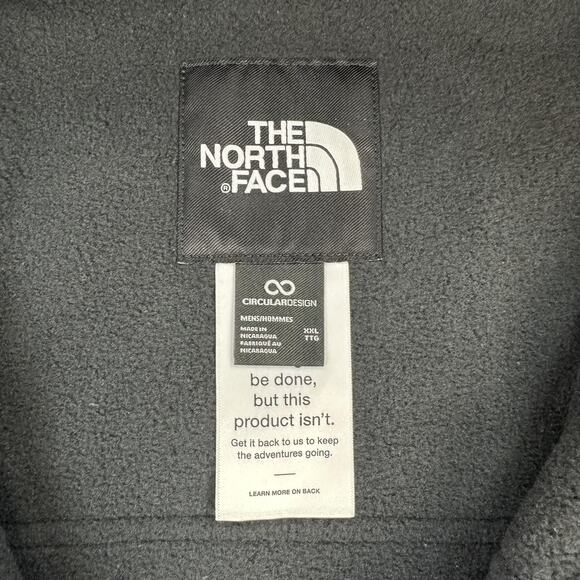 THE
NORTH
® FACE
CIRCULARDESIGN
MENS/HOMMES
MADE IN
NICARAGUA
FABRIQUÉ AU
NICARAGUA
XXL
TTG
be done,
but this
product isn't.
Get it back to us to keep
the adventures going.
LEARN MORE ON BACK